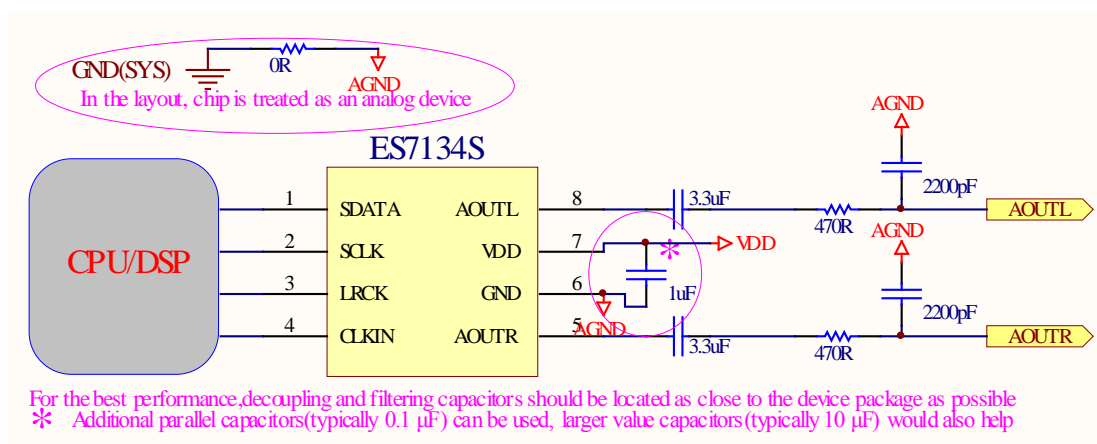 GND(SYS)
0R
AGND
In the layout, chip is treated as an analog device
ES7134S
CPU/DSP
1
SDATA
2
SCLK
3
LRCK
4
CLKIN
AOUTL
8
VDD
7
GND
6
AOUTR
5
3.3uF
*
VDD
1uF
AGND
3.3uF
AGND
2200pF
470R
AOUTL
AGND
2200pF
470R
AOUTR
For the best performance,decoupling and filtering capacitors should be located as close to the device package as possible
* Additional parallel capacitors(typically 0.1 μF) can be used, larger value capacitors(typically 10 μF) would also help